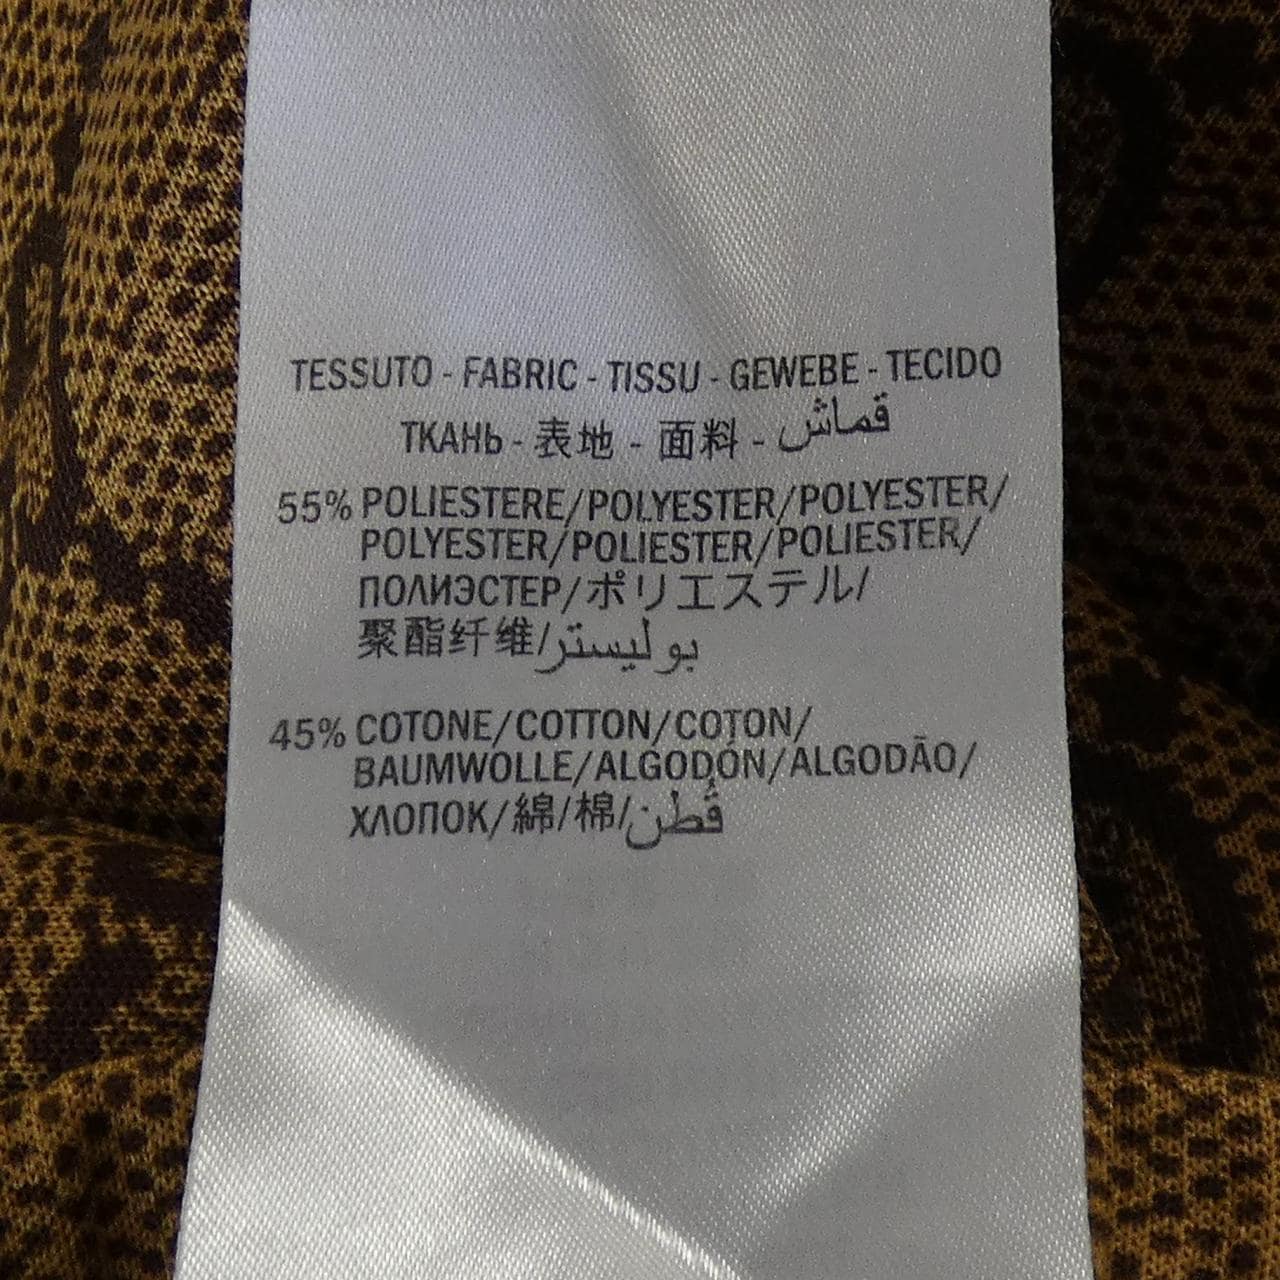 TESSUTO - FABRIC - TISSU - GEWEBE - TECIDO
ТКАНЬ - 表地 - 面料 - قماش
55% POLIESTERE/POLYESTER/POLYESTER/
POLYESTER/POLIESTER/POLIESTER/
ПОЛИЭСТЕР/ポリエステル/
聚酯纤维/بوليستر
45% COTONE/COTTON/COTON/
BAUMWOLLE/ALGODÓN/ALGODÃO/
ХЛОПОК/綿/棉/قُطن